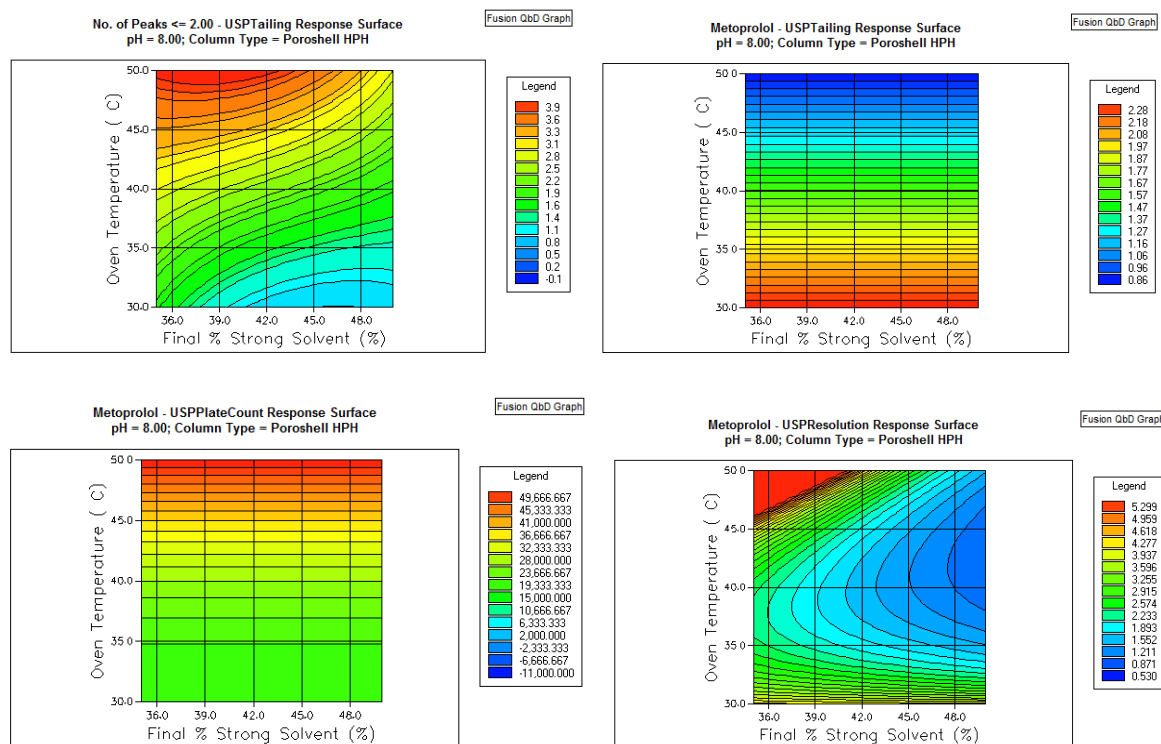 No. of Peaks <= 2.00 - USPTailing Response Surface
pH = 8.00; Column Type = Poroshell HPH
Fusion QbD Graph
50.0
45.0
40.0
35.0
30.0
Oven Temperature ( C)
36.0 39.0 42.0 45.0 48.0
Final % Strong Solvent (%)
Legend
3.9
3.6
3.3
3.1
2.8
2.5
2.2
1.9
1.6
1.4
1.1
0.8
0.5
0.2
-0.1
Metoprolol - USPTailing Response Surface
pH = 8.00; Column Type = Poroshell HPH
Fusion QbD Graph
50.0
45.0
40.0
35.0
30.0
Oven Temperature ( C)
36.0 39.0 42.0 45.0 48.0
Final % Strong Solvent (%)
Legend
2.28
2.18
2.08
1.97
1.87
1.77
1.67
1.57
1.47
1.37
1.27
1.16
1.06
0.96
0.86
Metoprolol - USPPlateCount Response Surface
pH = 8.00; Column Type = Poroshell HPH
Fusion QbD Graph
50.0
45.0
40.0
35.0
30.0
Oven Temperature ( C)
36.0 39.0 42.0 45.0 48.0
Final % Strong Solvent (%)
Legend
49,666.667
45,333.333
41,000.000
36,666.667
32,333.333
28,000.000
23,666.667
19,333.333
15,000.000
10,666.667
6,333.333
2,000.000
-2,333.333
-6,666.667
-11,000.000
Metoprolol - USPResolution Response Surface
pH = 8.00; Column Type = Poroshell HPH
Fusion QbD Graph
50.0
45.0
40.0
35.0
30.0
Oven Temperature ( C)
36.0 39.0 42.0 45.0 48.0
Final % Strong Solvent (%)
Legend
5.299
4.959
4.618
4.277
3.937
3.596
3.255
2.915
2.574
2.233
1.893
1.552
1.211
0.871
0.530